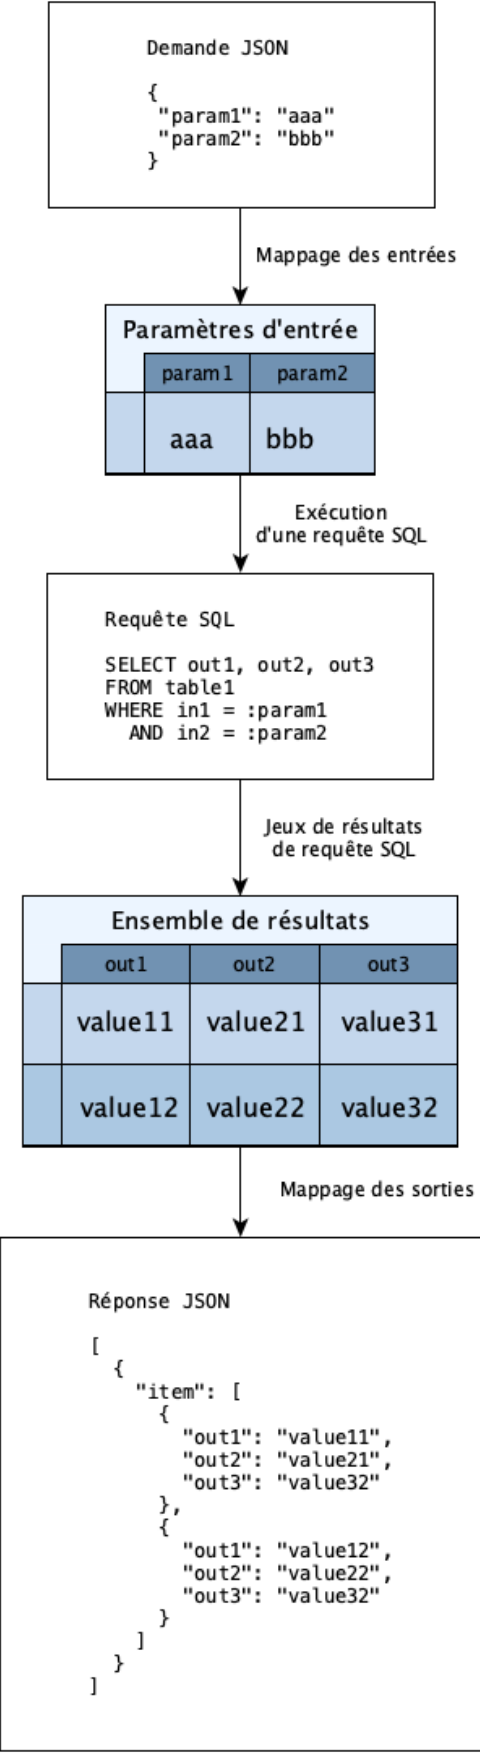 Demande JSON
{
"param1": "aaa"
"param2": "bbb"
}
Mappage des entrées
Paramètres d'entrée
param1 param2
aaa bbb
Exécution
d'une requête SQL
Requête SQL
SELECT out1, out2, out3
FROM table1
WHERE in1 = :param1
AND in2 = :param2
Jeux de résultats
de requête SQL
Ensemble de résultats
out1 out2 out3
value11 value21 value31
value12 value22 value32
Mappage des sorties
Réponse JSON
[
{
"item": [
{
"out1": "value11",
"out2": "value21",
"out3": "value32"
},
{
"out1": "value12",
"out2": "value22",
"out3": "value32"
}
]
}
]